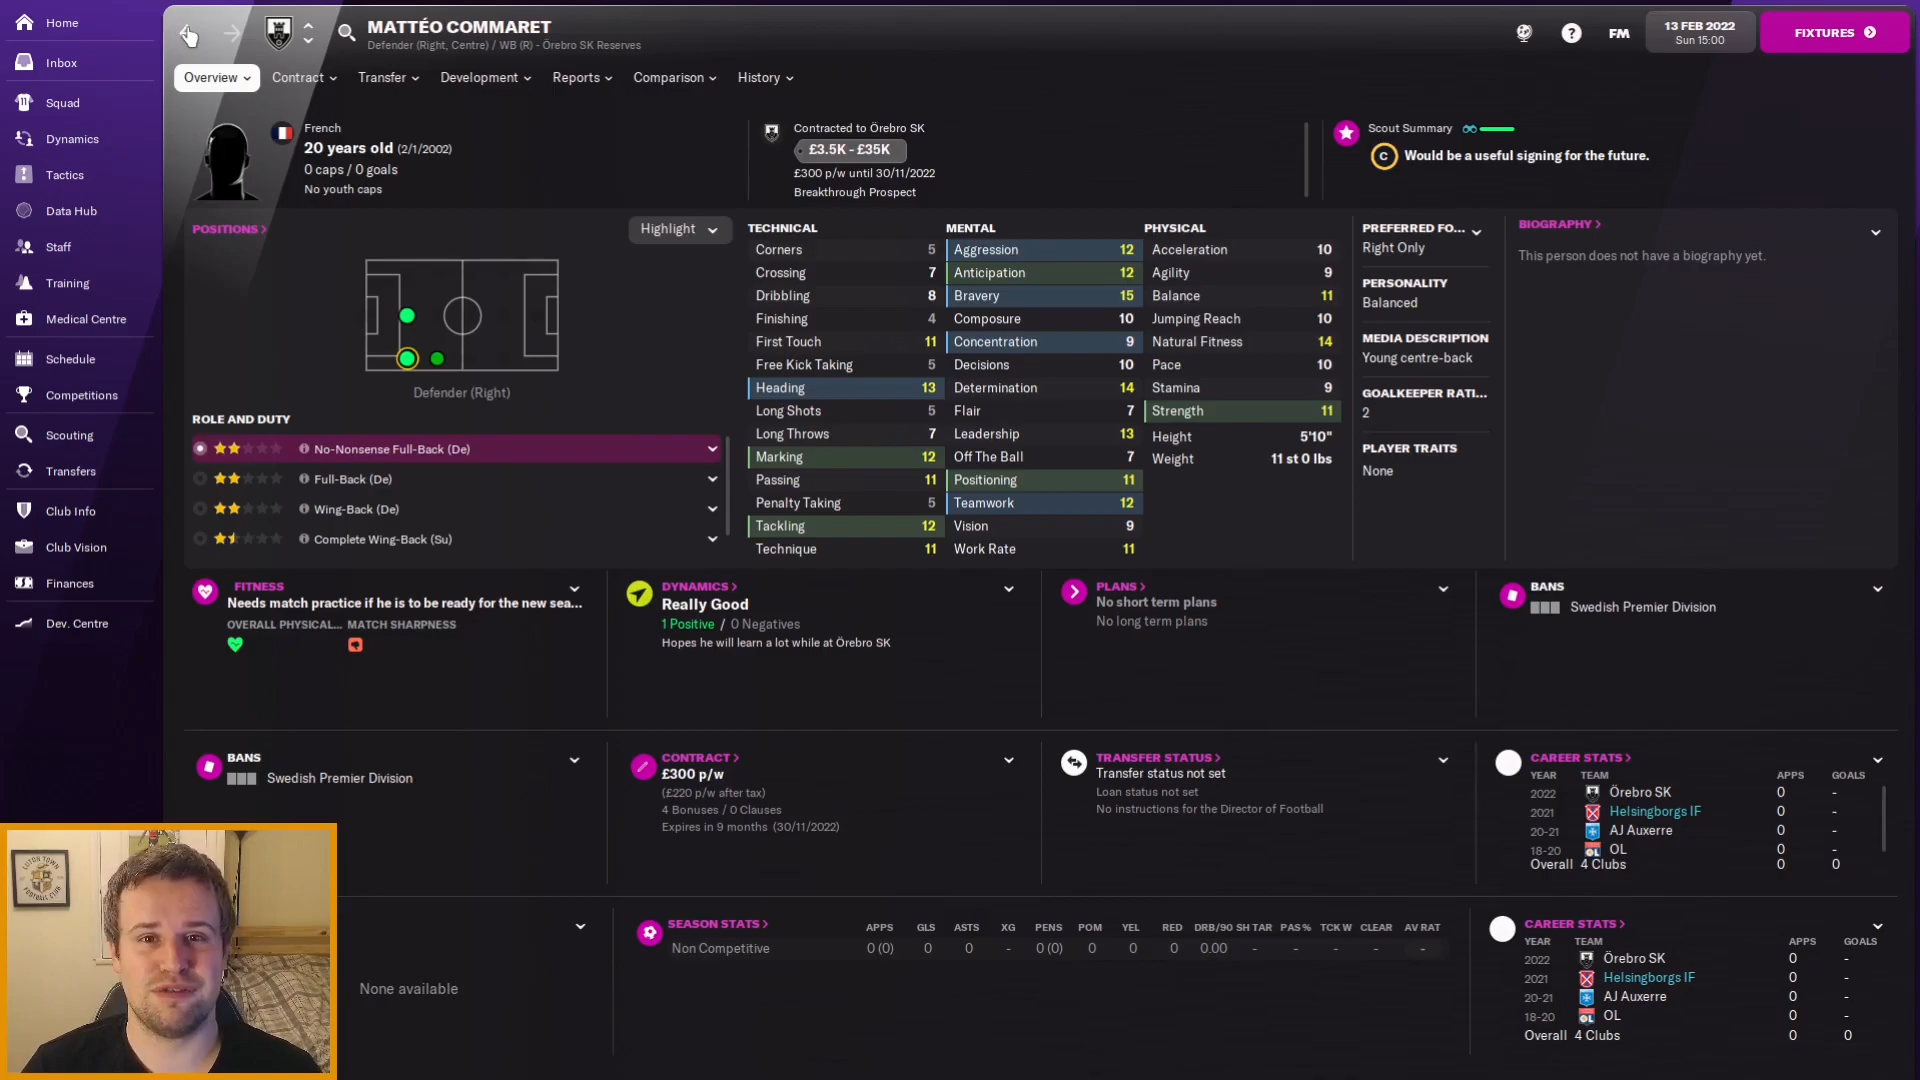 Home
Inbox
Squad
Dynamics
Tactics
Data Hub
Staff
Training
Medical Centre
Schedule
Competitions
Scouting
Transfers
Club Info
Club Vision
Finances
Dev. Centre
MATTÉO COMMARET
Defender (Right, Centre) / WB (R) - Örebro SK Reserves
? FM
13 FEB 2022
Sun 15:00
FIXTURES
Overview Contract Transfer Development Reports Comparison History
French
20 years old (2/1/2002)
0 caps / 0 goals
No youth caps
Contracted to Örebro SK
£3.5K - £35K
£300 p/w until 30/11/2022
Breakthrough Prospect
Scout Summary
C Would be a useful signing for the future.
POSITIONS >
Highlight
Defender (Right)
ROLE AND DUTY
No-Nonsense Full-Back (De)
Full-Back (De)
Wing-Back (De)
Complete Wing-Back (Su)
TECHNICAL
Corners 5
Crossing 7
Dribbling 8
Finishing 4
First Touch 11
Free Kick Taking 5
Heading 13
Long Shots 5
Long Throws 7
Marking 12
Passing 11
Penalty Taking 5
Tackling 12
Technique 11
MENTAL
Aggression 12
Anticipation 12
Bravery 15
Composure 10
Concentration 9
Decisions 10
Determination 14
Flair 7
Leadership 13
Off The Ball 7
Positioning 11
Teamwork 12
Vision 9
Work Rate 11
PHYSICAL
Acceleration 10
Agility 9
Balance 11
Jumping Reach 10
Natural Fitness 14
Pace 10
Stamina 9
Strength 11
Height 5'10"
Weight 11 st 0 lbs
PREFERRED FO...
Right Only
PERSONALITY
Balanced
MEDIA DESCRIPTION
Young centre-back
GOALKEEPER RATI...
2
PLAYER TRAITS
None
BIOGRAPHY >
This person does not have a biography yet.
FITNESS
Needs match practice if he is to be ready for the new sea...
OVERALL PHYSICAL... MATCH SHARPNESS
DYNAMICS >
Really Good
1 Positive / 0 Negatives
Hopes he will learn a lot while at Örebro SK
PLANS >
No short term plans
No long term plans
BANS
Swedish Premier Division
BANS
Swedish Premier Division
CONTRACT >
£300 p/w
(£220 p/w after tax)
4 Bonuses / 0 Clauses
Expires in 9 months (30/11/2022)
TRANSFER STATUS >
Transfer status not set
Loan status not set
No instructions for the Director of Football
CAREER STATS >
YEAR TEAM APPS GOALS
2022 Örebro SK 0 -
2021 Helsingborgs IF 0 -
20-21 AJ Auxerre 0 -
18-20 OL 0 -
Overall 4 Clubs 0 0
LUTON TOWN
FOOTBALL CLUB
None available
SEASON STATS > APPS GLS ASTS XG PENS POM YEL RED DRB/90 SH TAR PAS % TCK W CLEAR AV RAT
Non Competitive 0 (0) 0 0 - 0 (0) 0 0 0 0.00 - - - - -
CAREER STATS >
YEAR TEAM APPS GOALS
2022 Örebro SK 0 -
2021 Helsingborgs IF 0 -
20-21 AJ Auxerre 0 -
18-20 OL 0 -
Overall 4 Clubs 0 0